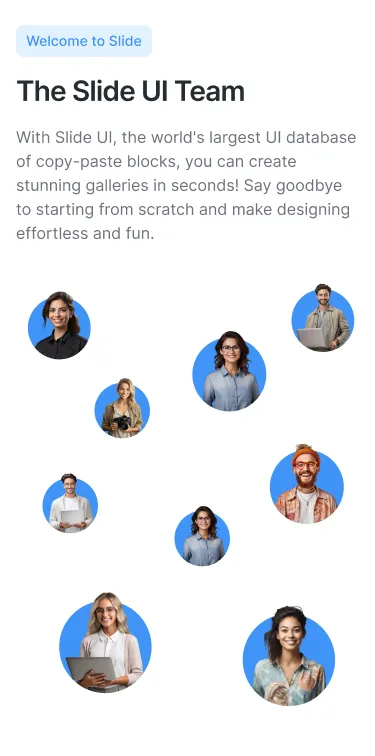 Welcome to Slide
The Slide UI Team
With Slide UI, the world's largest UI database
of copy-paste blocks, you can create
stunning galleries in seconds! Say goodbye
to starting from scratch and make designing
effortless and fun.